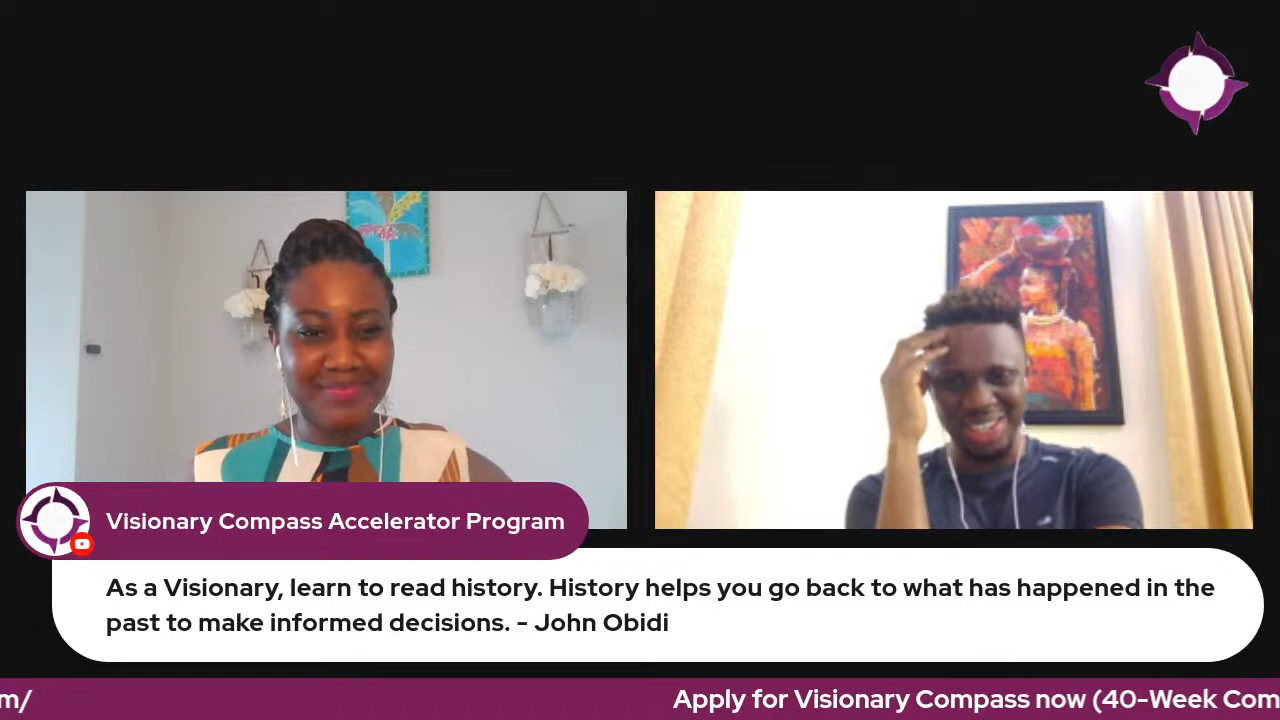 Visionary Compass Accelerator Program
As a Visionary, learn to read history. History helps you go back to what has happened in the
past to make informed decisions. - John Obidi
m/
Apply for Visionary Compass now (40-Week Com